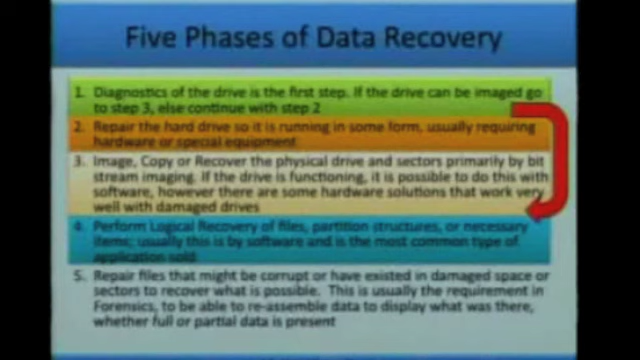 Five Phases of Data Recovery
1. Diagnostics of the drive is the first step. If the drive can be imaged go
to step 3, else continue with step 2
2. Repair the hard drive so it is running in some form, usually requiring
hardware or special equipment
3. Image, Copy or Recover the physical drive and sectors primarily by bit
stream imaging. If the drive is functioning, it is possible to do this with
software, however there are some hardware solutions that work very
well with damaged drives
4. Perform Logical Recovery of files, partition structures, or necessary
items; usually this is by software and is the most common type of
application sold
5. Repair files that might be corrupt or have existed in damaged space or
sectors to recover what is possible. This is usually the requirement in
Forensics, to be able to re-assemble data to display what was there,
whether full or partial data is present